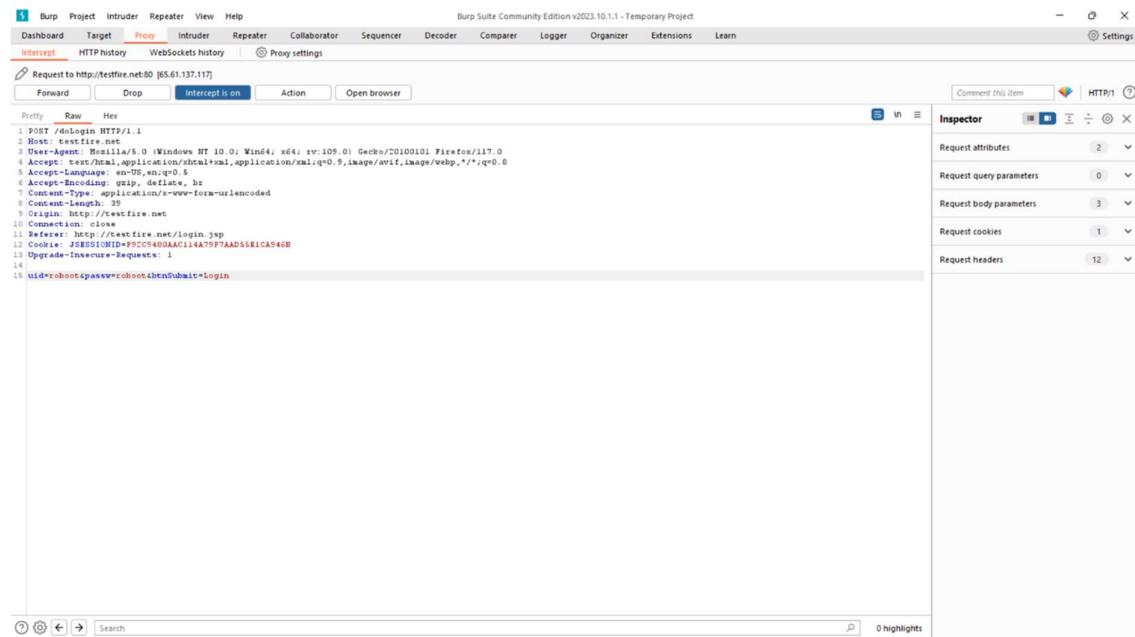 Burp Project Intruder Repeater View Help
Burp Suite Community Edition v2023.10.1.1 - Temporary Project
Dashboard Target Proxy Intruder Repeater Collaborator Sequencer Decoder Comparer Logger Organizer Extensions Learn
Settings
Intercept HTTP history WebSockets history Proxy settings
Request to http://testfire.net:80 [65.61.137.117]
Forward Drop Intercept is on Action Open browser
Comment this item
HTTP/1
Pretty Raw Hex
\n
1 POST /doLogin HTTP/1.1
2 Host: testfire.net
3 User-Agent: Mozilla/5.0 (Windows NT 10.0; Win64; x64; rv:109.0) Gecko/20100101 Firefox/117.0
4 Accept: text/html,application/xhtml+xml,application/xml;q=0.9,image/avif,image/webp,*/*;q=0.8
5 Accept-Language: en-US,en;q=0.5
6 Accept-Encoding: gzip, deflate, br
7 Content-Type: application/x-www-form-urlencoded
8 Content-Length: 39
9 Origin: http://testfire.net
10 Connection: close
11 Referer: http://testfire.net/login.jsp
12 Cookie: JSESSIONID=
13 Upgrade-Insecure-Requests: 1
14
15 uid=roboot&passw=roboot&btnSubmit=Login
Inspector
Request attributes 2
Request query parameters 0
Request body parameters 3
Request cookies 1
Request headers 12
Search
0 highlights